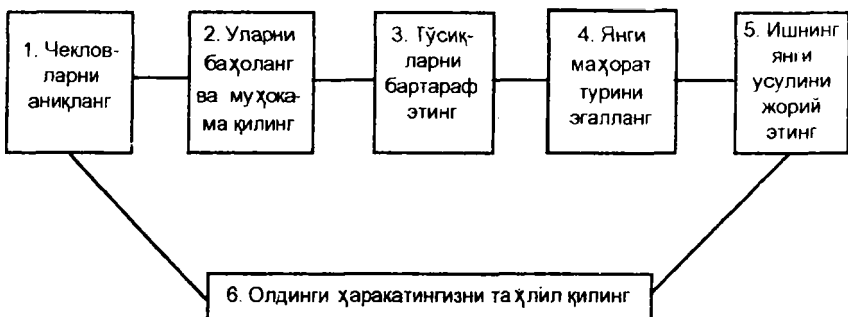 1. Чеклов-
ларни
аниқланг
2. Уларни
баҳоланг
ва муҳока-
ма қилинг
3. Тўсиқ-
ларни
бартараф
этинг
4. Янги
маҳорат
турини
эгалланг
5. Ишнинг
янги
усулини
жорий
этинг
6. Олдинги ҳаракатингизни таҳлил қилинг